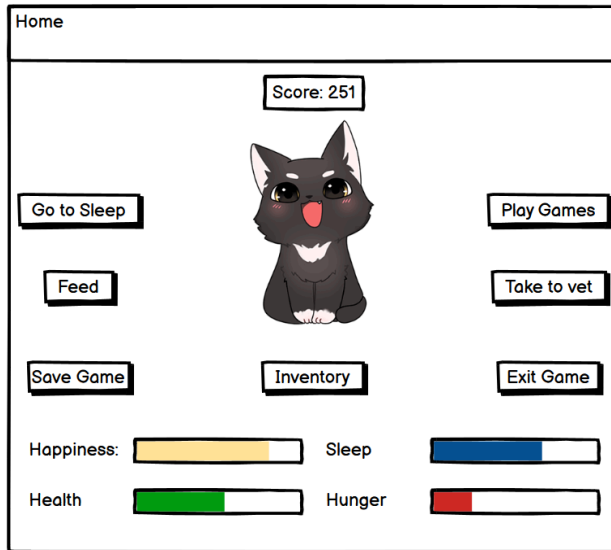 Home
Score: 251
Go to Sleep
Play Games
Feed
Take to vet
Save Game
Inventory
Exit Game
Happiness:
Sleep
Health
Hunger